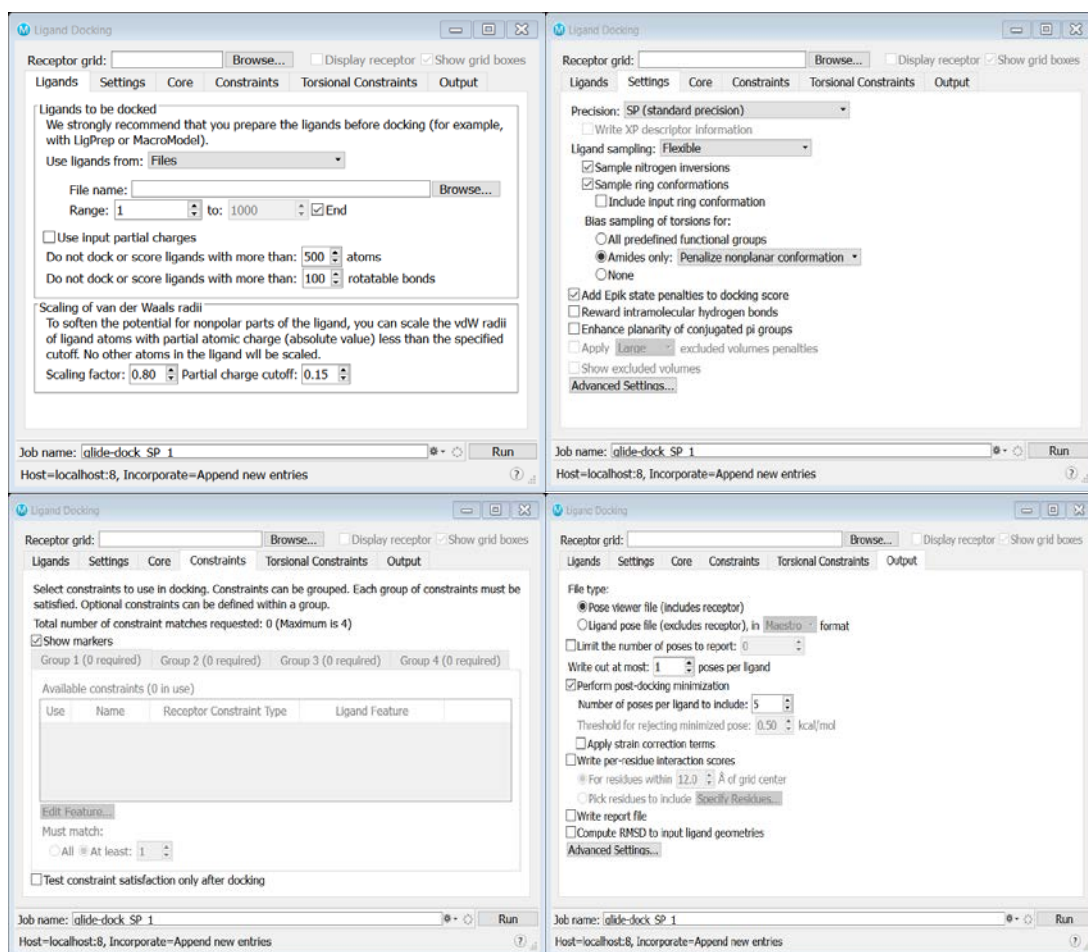 Ligand Docking
Receptor grid: Browse... Display receptor Show grid boxes
Ligands Settings Core Constraints Torsional Constraints Output
Ligands to be docked
We strongly recommend that you prepare the ligands before docking (for example,
with LigPrep or MacroModel).
Use ligands from: Files
File name: Browse...
Range: 1 to: 1000 End
Use input partial charges
Do not dock or score ligands with more than: 500 atoms
Do not dock or score ligands with more than: 100 rotatable bonds
Scaling of van der Waals radii
To soften the potential for nonpolar parts of the ligand, you can scale the vdW radii
of ligand atoms with partial atomic charge (absolute value) less than the specified
cutoff. No other atoms in the ligand will be scaled.
Scaling factor: 0.80 Partial charge cutoff: 0.15
Job name: glide-dock_SP_1 Run
Host=localhost:8, Incorporate=Append new entries ?
Ligand Docking
Receptor grid: Browse... Display receptor Show grid boxes
Ligands Settings Core Constraints Torsional Constraints Output
Precision: SP (standard precision)
Write XP descriptor information
Ligand sampling: Flexible
Sample nitrogen inversions
Sample ring conformations
Include input ring conformation
Bias sampling of torsions for:
All predefined functional groups
Amides only: Penalize nonplanar conformation
None
Add Epik state penalties to docking score
Reward intramolecular hydrogen bonds
Enhance planarity of conjugated pi groups
Apply Large excluded volumes penalties
Show excluded volumes
Advanced Settings...
Job name: glide-dock_SP_1 Run
Host=localhost:8, Incorporate=Append new entries ?
Ligand Docking
Receptor grid: Browse... Display receptor Show grid boxes
Ligands Settings Core Constraints Torsional Constraints Output
Select constraints to use in docking. Constraints can be grouped. Each group of constraints must be
satisfied. Optional constraints can be defined within a group.
Total number of constraint matches requested: 0 (Maximum is 4)
Show markers
Group 1 (0 required) Group 2 (0 required) Group 3 (0 required) Group 4 (0 required)
Available constraints (0 in use)
Use Name Receptor Constraint Type Ligand Feature
Edit Feature...
Must match:
All At least: 1
Test constraint satisfaction only after docking
Job name: glide-dock_SP_1 Run
Host=localhost:8, Incorporate=Append new entries ?
Ligand Docking
Receptor grid: Browse... Display receptor Show grid boxes
Ligands Settings Core Constraints Torsional Constraints Output
File type:
Pose viewer file (includes receptor)
Ligand pose file (excludes receptor), in Maestro format
Limit the number of poses to report: 0
Write out at most: 1 poses per ligand
Perform post-docking minimization
Number of poses per ligand to include: 5
Threshold for rejecting minimized pose: 0.50 kcal/mol
Apply strain correction terms
Write per-residue interaction scores
For residues within 12.0 Å of grid center
Pick residues to include Specify Residues...
Write report file
Compute RMSD to input ligand geometries
Advanced Settings...
Job name: glide-dock_SP_1 Run
Host=localhost:8, Incorporate=Append new entries ?